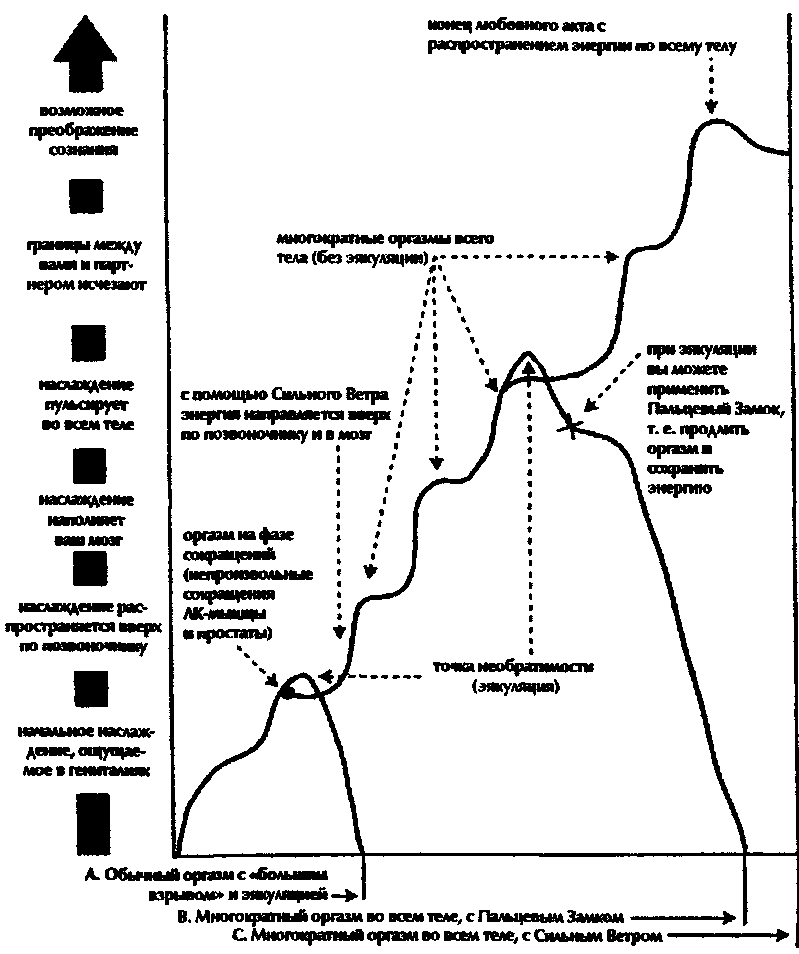 конец любовного акта с
распространением энергии по всему телу
возможное
преображение
сознания
границы между
вами и парт-
нером исчезают
многократные оргазмы всего
тела (без эякуляции)
наслаждение
пульсирует
во всем теле
с помощью Сильного Ветра
энергия направляется вверх
по позвоночнику и в мозг
при эякуляции
вы можете
применить
Пальцевый Замок,
т. е. продлить
оргазм и
сохранить
энергию
наслаждение
наполняет
ваш мозг
оргазм на фазе
сокращений
(непроизвольные
сокращения
ЛК-мышцы
и простаты)
наслаждение рас-
пространяется вверх
по позвоночнику
точка необратимости
(эякуляция)
начальное наслаж-
дение, ощущае-
мое в гениталиях
А. Обычный оргазм с «большим
взрывом» и эякуляцией
В. Многократный оргазм во всем теле, с Пальцевым Замком
С. Многократный оргазм во всем теле, с Сильным Ветром